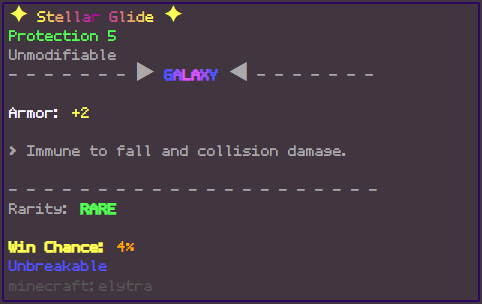 ✦ Stellar Glide ✦
Protection 5
Unmodifiable
- - - - - - - ▶ GALAXY ◀ - - - - - - -
Armor: +2
> Immune to fall and collision damage.
- - - - - - - - - - - - - - - - - - - - - -
Rarity: RARE
Win Chance: 4%
Unbreakable
minecraft:elytra